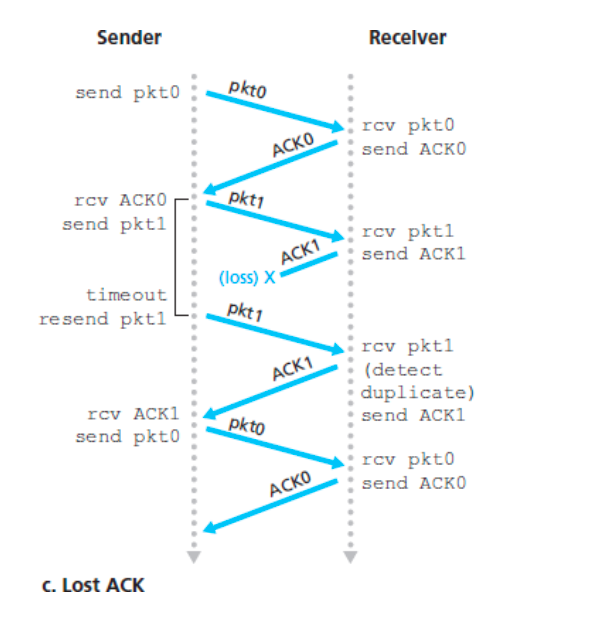 Sender
Receiver
send pkt0
pkt0
rcv pkt0
send ACK0
ACK0
rcv ACK0
send pkt1
pkt1
rcv pkt1
send ACK1
ACK1
(loss) X
timeout
resend pkt1
pkt1
rcv pkt1
(detect
duplicate)
send ACK1
ACK1
rcv ACK1
send pkt0
pkt0
rcv pkt0
send ACK0
ACK0
c. Lost ACK